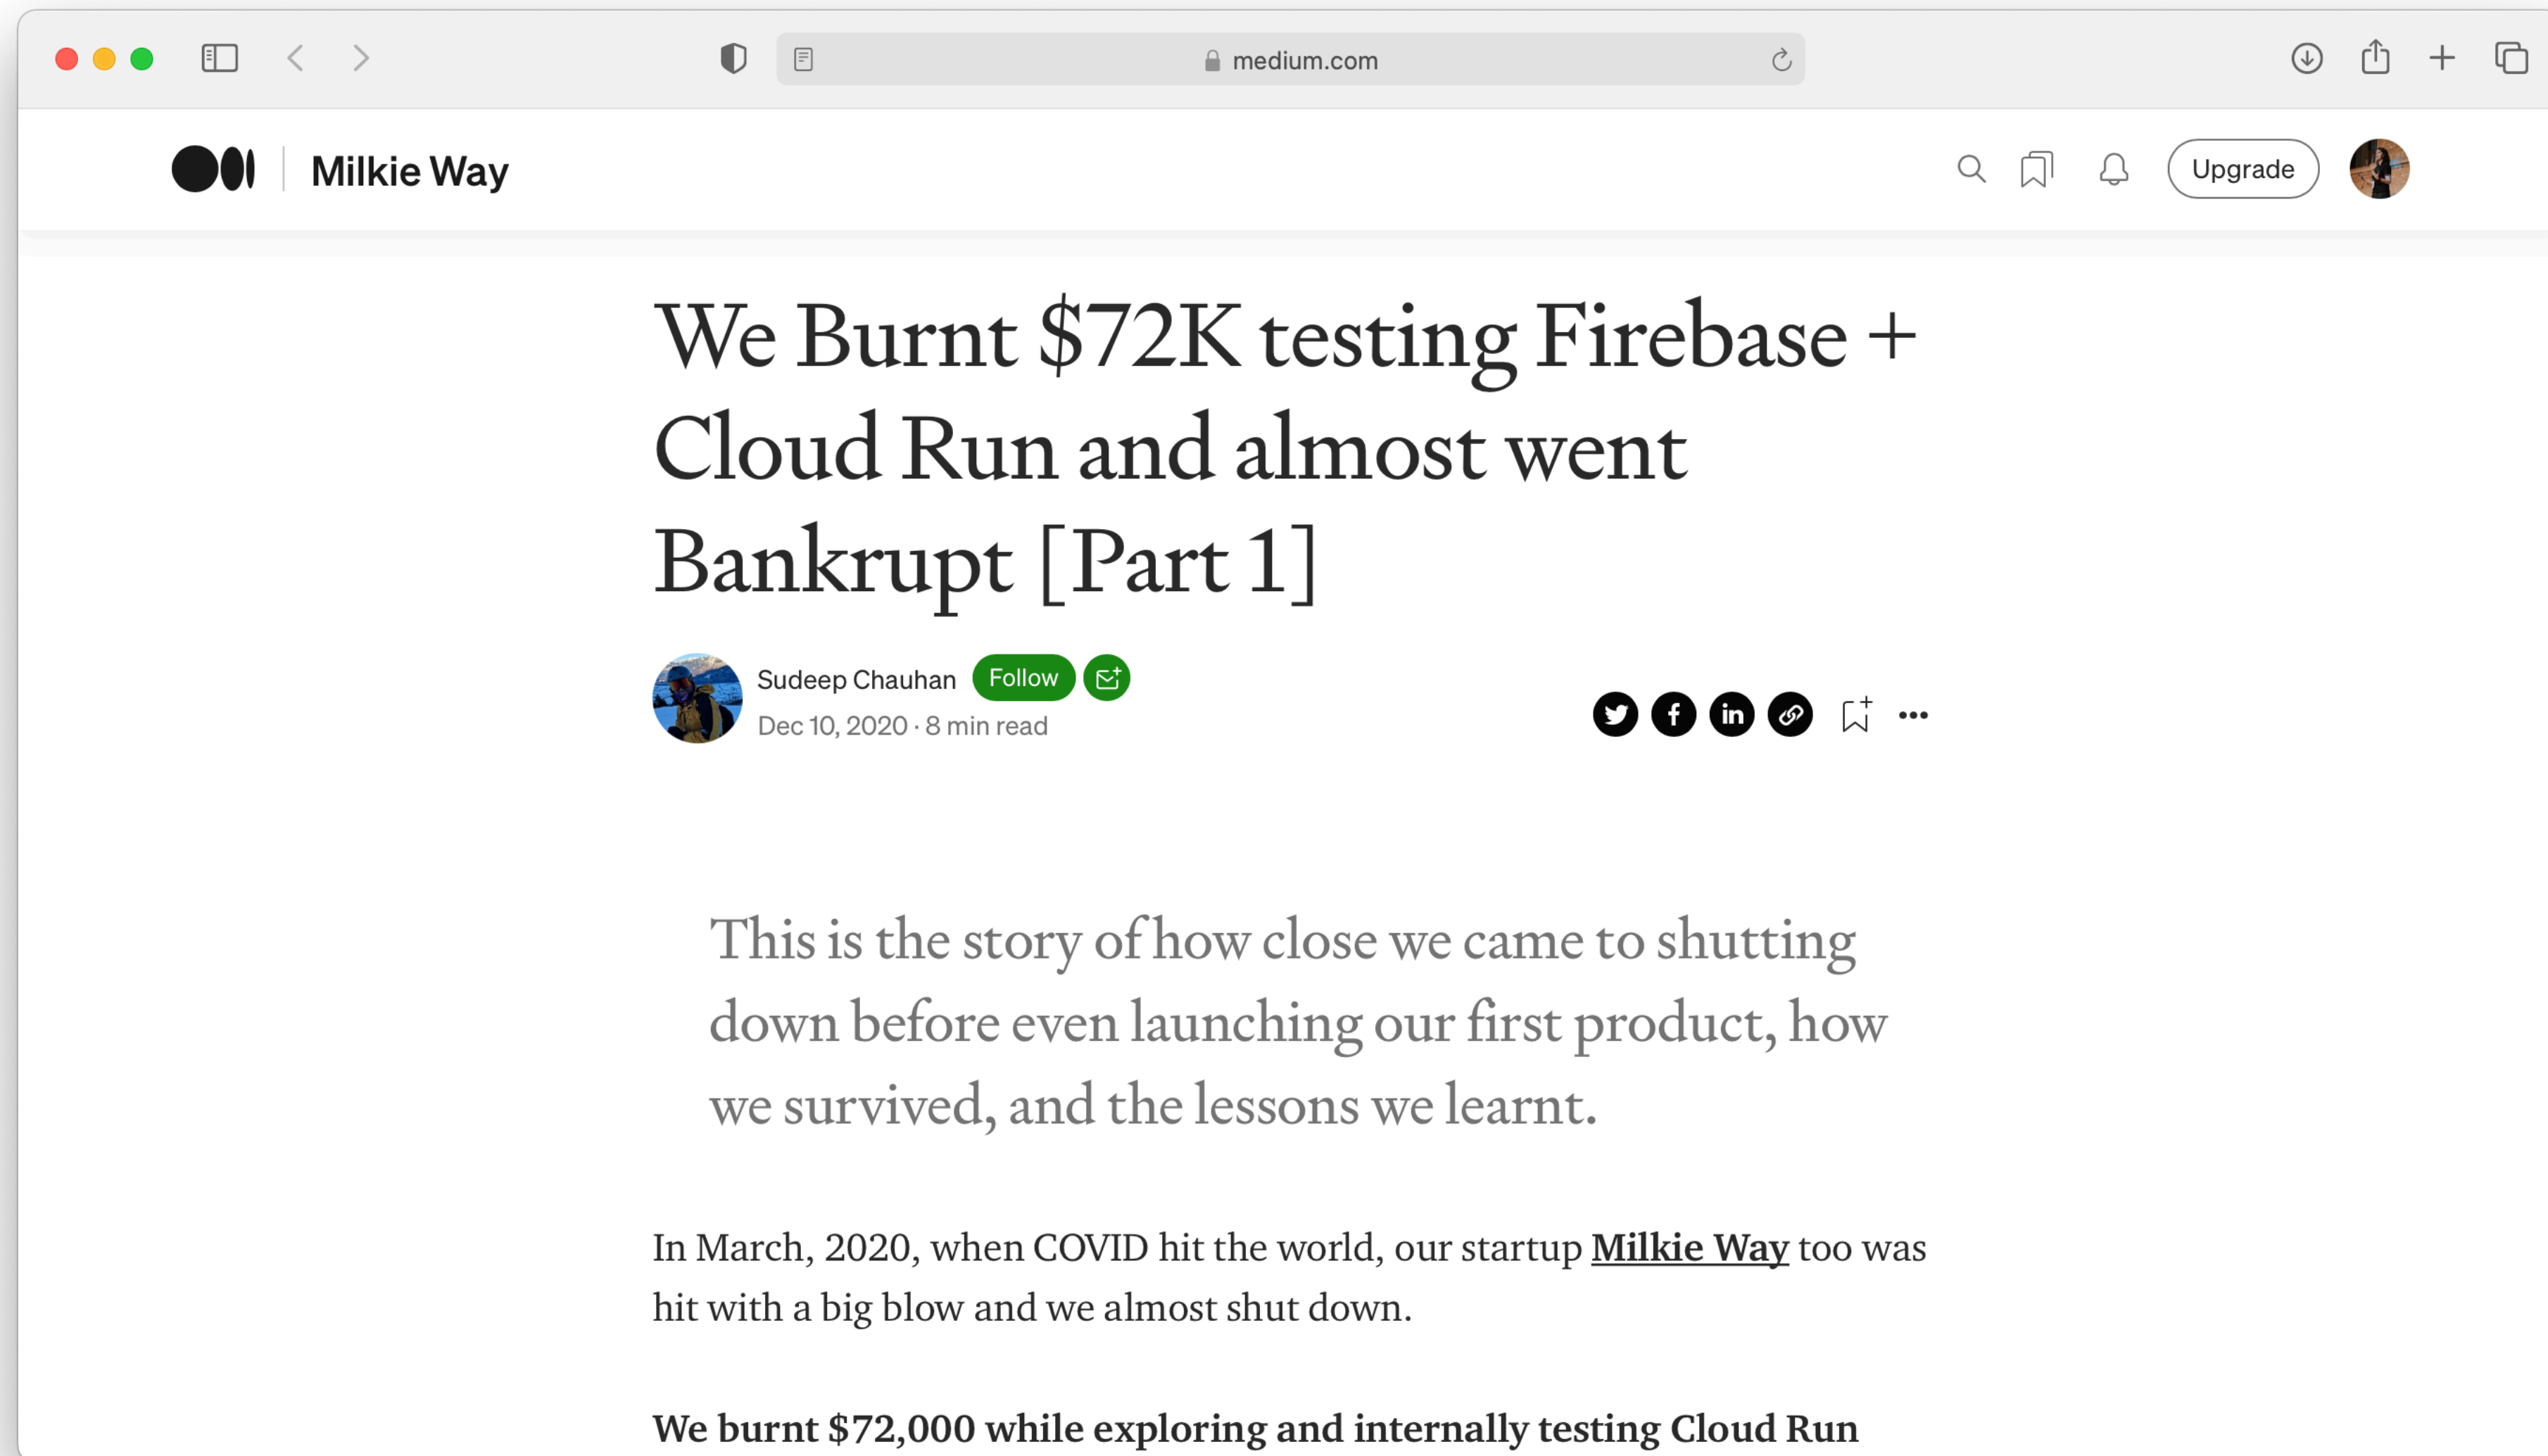 medium.com
Milkie Way
Upgrade
We Burnt $72K testing Firebase +
Cloud Run and almost went
Bankrupt [Part 1]
Sudeep Chauhan Follow
Dec 10, 2020 · 8 min read
This is the story of how close we came to shutting
down before even launching our first product, how
we survived, and the lessons we learnt.
In March, 2020, when COVID hit the world, our startup Milkie Way too was
hit with a big blow and we almost shut down.
We burnt $72,000 while exploring and internally testing Cloud Run